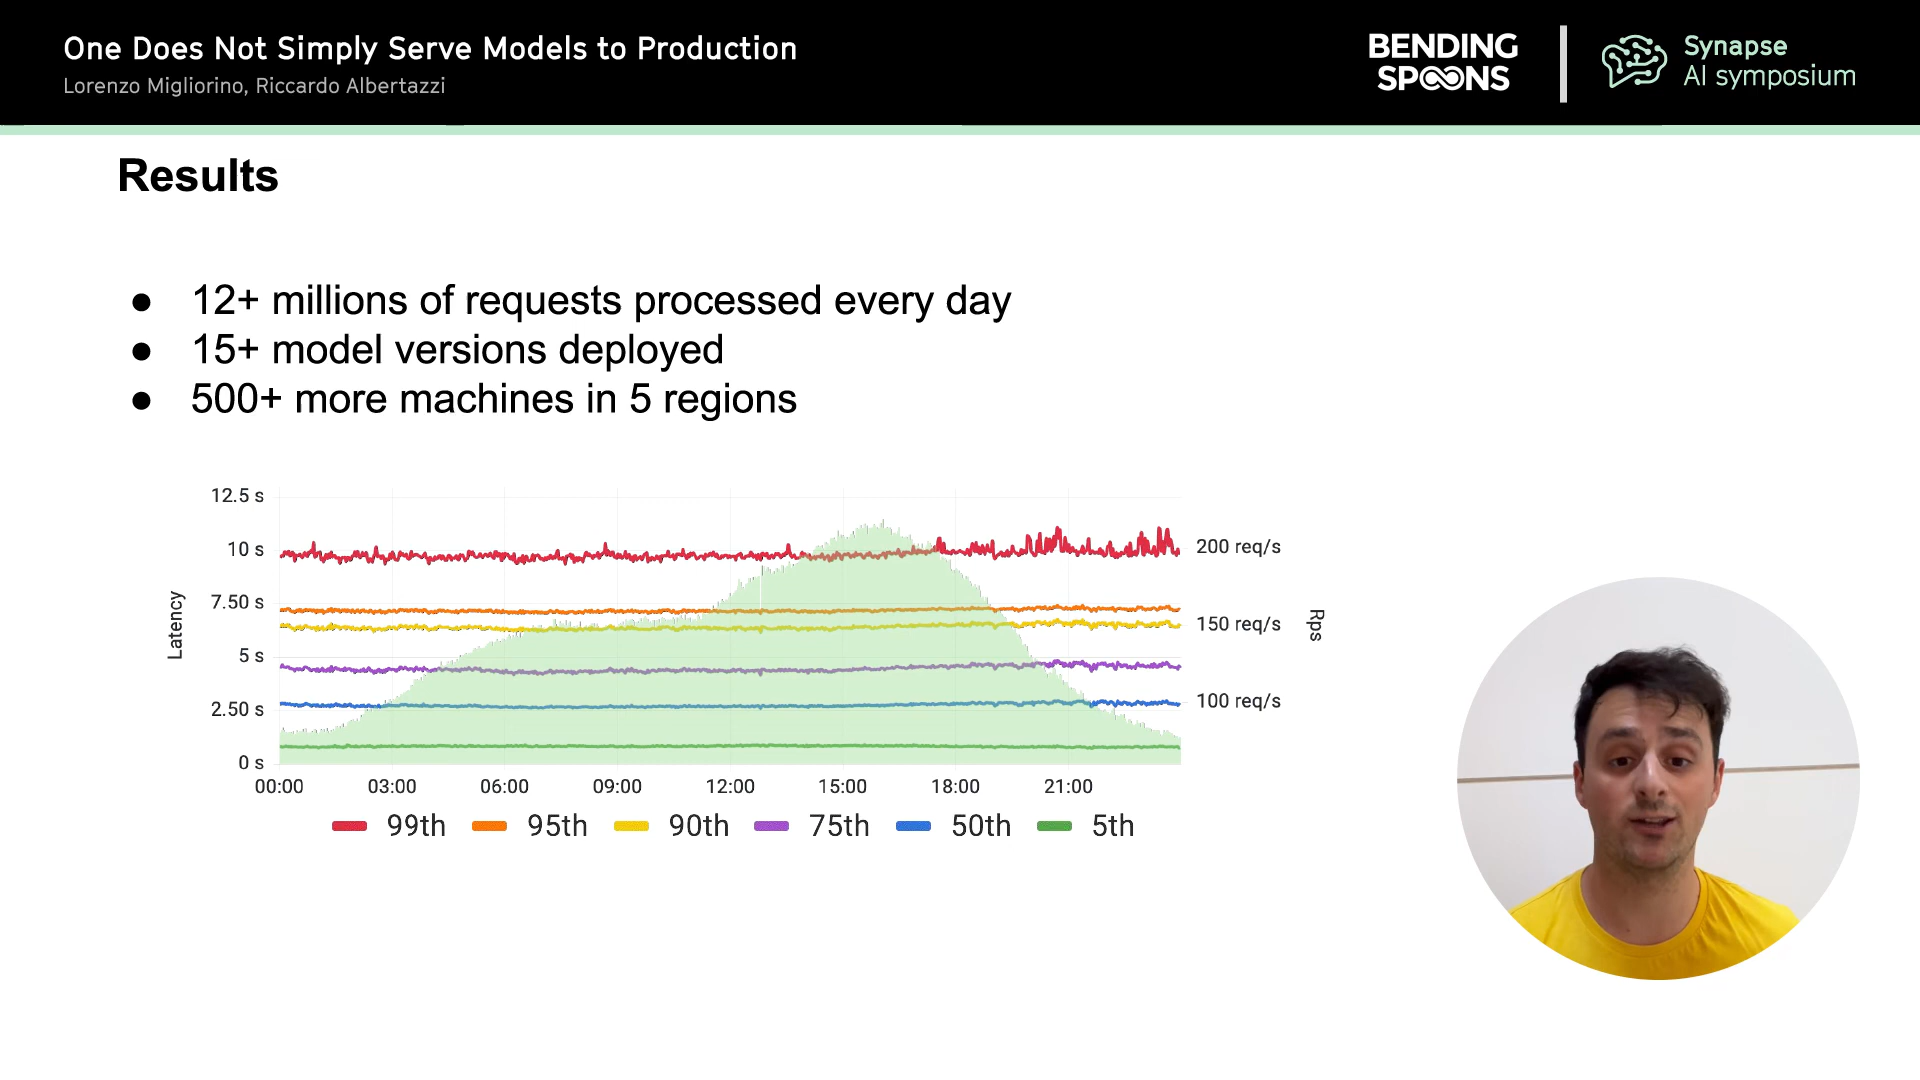 One Does Not Simply Serve Models to Production
Lorenzo Migliorino, Riccardo Albertazzi
BENDING
SPOONS
Synapse
AI symposium
Results
● 12+ millions of requests processed every day
● 15+ model versions deployed
● 500+ more machines in 5 regions
12.5 s
10 s
7.50 s
5 s
2.50 s
0 s
Latency
200 req/s
150 req/s
100 req/s
Rps
00:00 03:00 06:00 09:00 12:00 15:00 18:00 21:00
99th 95th 90th 75th 50th 5th